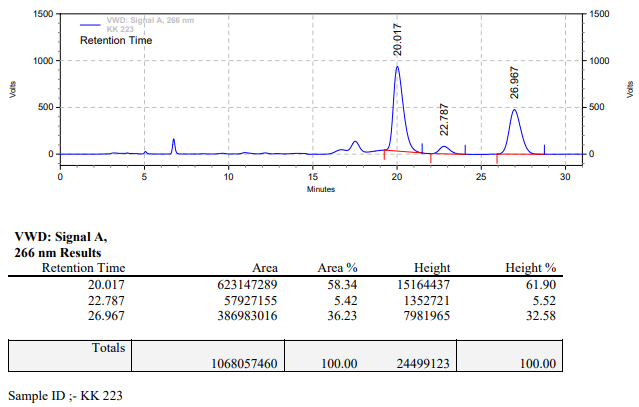 VWD: Signal A, 266 nm
KK 223
Retention Time
1500 1500
1000 1000
500 500
0 0
Volts Volts
20.017
22.787
26.967
0 5 10 15 20 25 30
Minutes
VWD: Signal A,
266 nm Results
Retention Time Area Area % Height Height %
20.017 623147289 58.34 15164437 61.90
22.787 57927155 5.42 1352721 5.52
26.967 386983016 36.23 7981965 32.58
Totals
1068057460 100.00 24499123 100.00
Sample ID ;- KK 223